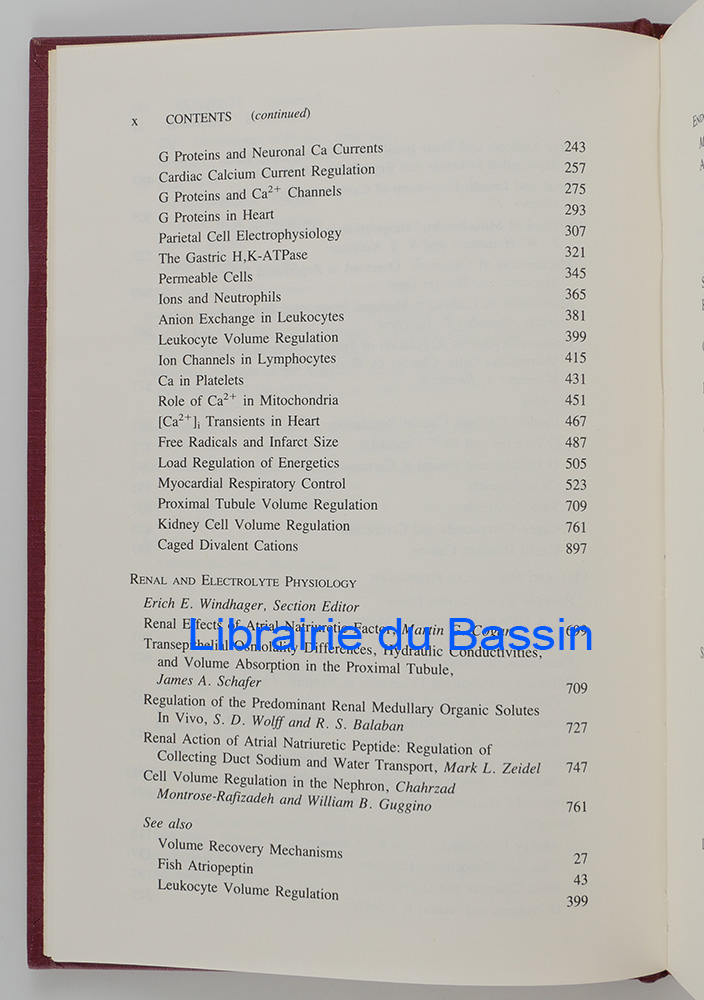 x CONTENTS (continued)
G Proteins and Neuronal Ca Currents 243
Cardiac Calcium Current Regulation 257
G Proteins and Ca2+ Channels 275
G Proteins in Heart 293
Parietal Cell Electrophysiology 307
The Gastric H,K-ATPase 321
Permeable Cells 345
Ions and Neutrophils 365
Anion Exchange in Leukocytes 381
Leukocyte Volume Regulation 399
Ion Channels in Lymphocytes 415
Ca in Platelets 431
Role of Ca2+ in Mitochondria 451
[Ca2+]i Transients in Heart 467
Free Radicals and Infarct Size 487
Load Regulation of Energetics 505
Myocardial Respiratory Control 523
Proximal Tubule Volume Regulation 709
Kidney Cell Volume Regulation 761
Caged Divalent Cations 897
RENAL AND ELECTROLYTE PHYSIOLOGY
Erich E. Windhager, Section Editor
Renal Effects of Atrial Natriuretic Factor, Martin Cogan 699
Librairie du Bassin
Transepithelial Osmolality Differences, Hydraulic Conductivities,
and Volume Absorption in the Proximal Tubule,
James A. Schafer 709
Regulation of the Predominant Renal Medullary Organic Solutes
In Vivo, S. D. Wolff and R. S. Balaban 727
Renal Action of Atrial Natriuretic Peptide: Regulation of
Collecting Duct Sodium and Water Transport, Mark L. Zeidel 747
Cell Volume Regulation in the Nephron, Chahrzad
Montrose-Rafizadeh and William B. Guggino 761
See also
Volume Recovery Mechanisms 27
Fish Atriopeptin 43
Leukocyte Volume Regulation 399